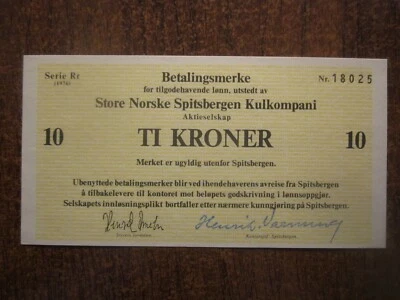 Serie Rr Betalingsmerke
(1976) for tilgodehavende lønn, utstedt av Nr. 18025
Store Norske Spitsbergen Kulkompani
Aktieselskap
10 TI KRONER 10
Merket er ugyldig utenfor Spitsbergen.
Ubenyttede betalingsmerker blir ved ihendehaverens avreise fra Spitsbergen
å tilbakelevere til kontoret mot beløpets godskrivning i lønnsoppgjør.
Selskapets innløsningsplikt bortfaller etter nærmere kunngjøring på Spitsbergen.